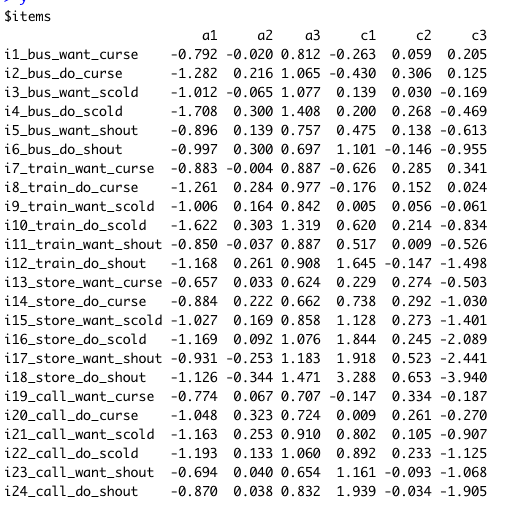 $items
a1 a2 a3 c1 c2 c3
i1_bus_want_curse -0.792 -0.020 0.812 -0.263 0.059 0.205
i2_bus_do_curse -1.282 0.216 1.065 -0.430 0.306 0.125
i3_bus_want_scold -1.012 -0.065 1.077 0.139 0.030 -0.169
i4_bus_do_scold -1.708 0.300 1.408 0.200 0.268 -0.469
i5_bus_want_shout -0.896 0.139 0.757 0.475 0.138 -0.613
i6_bus_do_shout -0.997 0.300 0.697 1.101 -0.146 -0.955
i7_train_want_curse -0.883 -0.004 0.887 -0.626 0.285 0.341
i8_train_do_curse -1.261 0.284 0.977 -0.176 0.152 0.024
i9_train_want_scold -1.006 0.164 0.842 0.005 0.056 -0.061
i10_train_do_scold -1.622 0.303 1.319 0.620 0.214 -0.834
i11_train_want_shout -0.850 -0.037 0.887 0.517 0.009 -0.526
i12_train_do_shout -1.168 0.261 0.908 1.645 -0.147 -1.498
i13_store_want_curse -0.657 0.033 0.624 0.229 0.274 -0.503
i14_store_do_curse -0.884 0.222 0.662 0.738 0.292 -1.030
i15_store_want_scold -1.027 0.169 0.858 1.128 0.273 -1.401
i16_store_do_scold -1.169 0.092 1.076 1.844 0.245 -2.089
i17_store_want_shout -0.931 -0.253 1.183 1.918 0.523 -2.441
i18_store_do_shout -1.126 -0.344 1.471 3.288 0.653 -3.940
i19_call_want_curse -0.774 0.067 0.707 -0.147 0.334 -0.187
i20_call_do_curse -1.048 0.323 0.724 0.009 0.261 -0.270
i21_call_want_scold -1.163 0.253 0.910 0.802 0.105 -0.907
i22_call_do_scold -1.193 0.133 1.060 0.892 0.233 -1.125
i23_call_want_shout -0.694 0.040 0.654 1.161 -0.093 -1.068
i24_call_do_shout -0.870 0.038 0.832 1.939 -0.034 -1.905